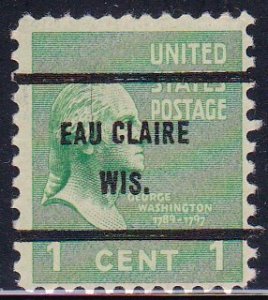 UNITED
STATES
POSTAGE
EAU CLAIRE
WIS.
GEORGE
WASHINGTON
1789-1797
1 CENT 1